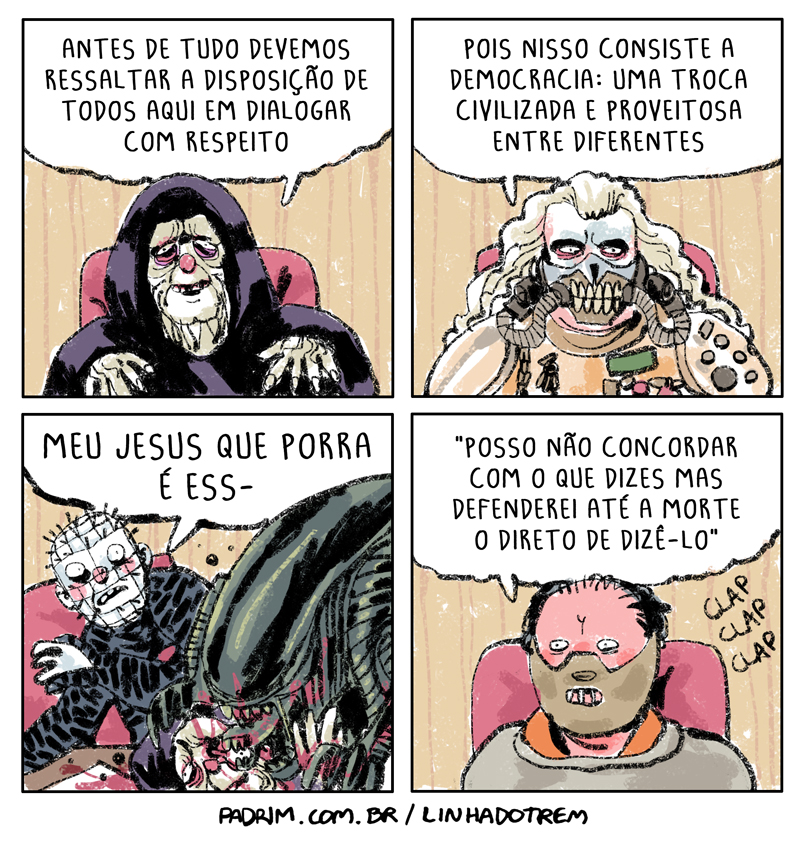 ANTES DE TUDO DEVEMOS
RESSALTAR A DISPOSIÇÃO DE
TODOS AQUI EM DIALOGAR
COM RESPEITO
POIS NISSO CONSISTE A
DEMOCRACIA: UMA TROCA
CIVILIZADA E PROVEITOSA
ENTRE DIFERENTES
MEU JESUS QUE PORRA
É ESS-
"POSSO NÃO CONCORDAR
COM O QUE DIZES MAS
DEFENDEREI ATÉ A MORTE
O DIRETO DE DIZÊ-LO"
CLAP
CLAP
CLAP
PADRIM.COM.BR / LINHADOTREM